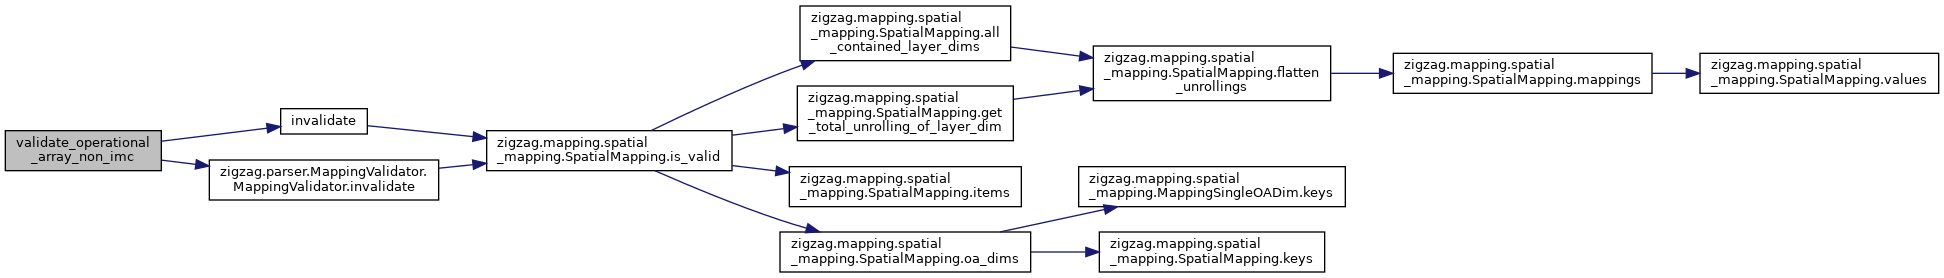 validate_operational
_array_non_imc
invalidate
zigzag.parser.MappingValidator.
MappingValidator.invalidate
zigzag.mapping.spatial
_mapping.SpatialMapping.is_valid
zigzag.mapping.spatial
_mapping.SpatialMapping.all
_contained_layer_dims
zigzag.mapping.spatial
_mapping.SpatialMapping.get
_total_unrolling_of_layer_dim
zigzag.mapping.spatial
_mapping.SpatialMapping.items
zigzag.mapping.spatial
_mapping.SpatialMapping.oa_dims
zigzag.mapping.spatial
_mapping.SpatialMapping.flatten
_unrollings
zigzag.mapping.spatial
_mapping.MappingSingleOADim.keys
zigzag.mapping.spatial
_mapping.SpatialMapping.keys
zigzag.mapping.spatial
_mapping.SpatialMapping.mappings
zigzag.mapping.spatial
_mapping.SpatialMapping.values